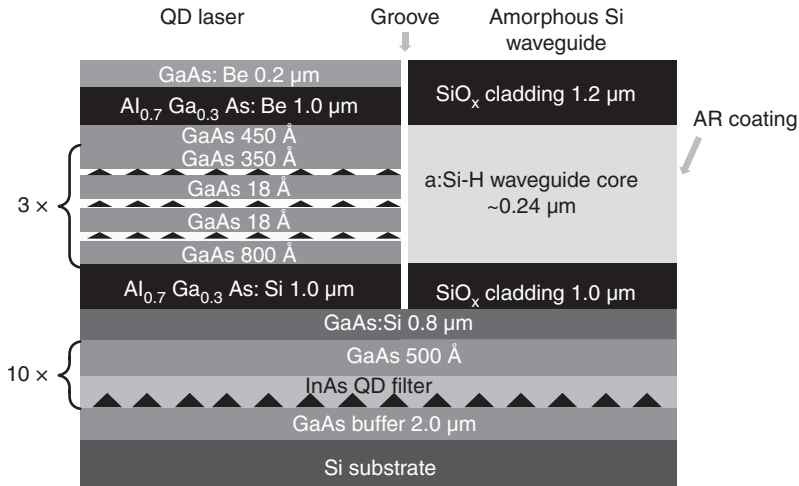 QD laser
Groove
Amorphous Si
waveguide
GaAs: Be 0.2 μm
Al0.7 Ga0.3 As: Be 1.0 μm
SiOx cladding 1.2 μm
AR coating
GaAs 450 Å
GaAs 350 Å
3 ×
GaAs 18 Å
GaAs 18 Å
GaAs 800 Å
a:Si-H waveguide core
~0.24 μm
Al0.7 Ga0.3 As: Si 1.0 μm
SiOx cladding 1.0 μm
GaAs:Si 0.8 μm
10 ×
GaAs 500 Å
InAs QD filter
GaAs buffer 2.0 μm
Si substrate